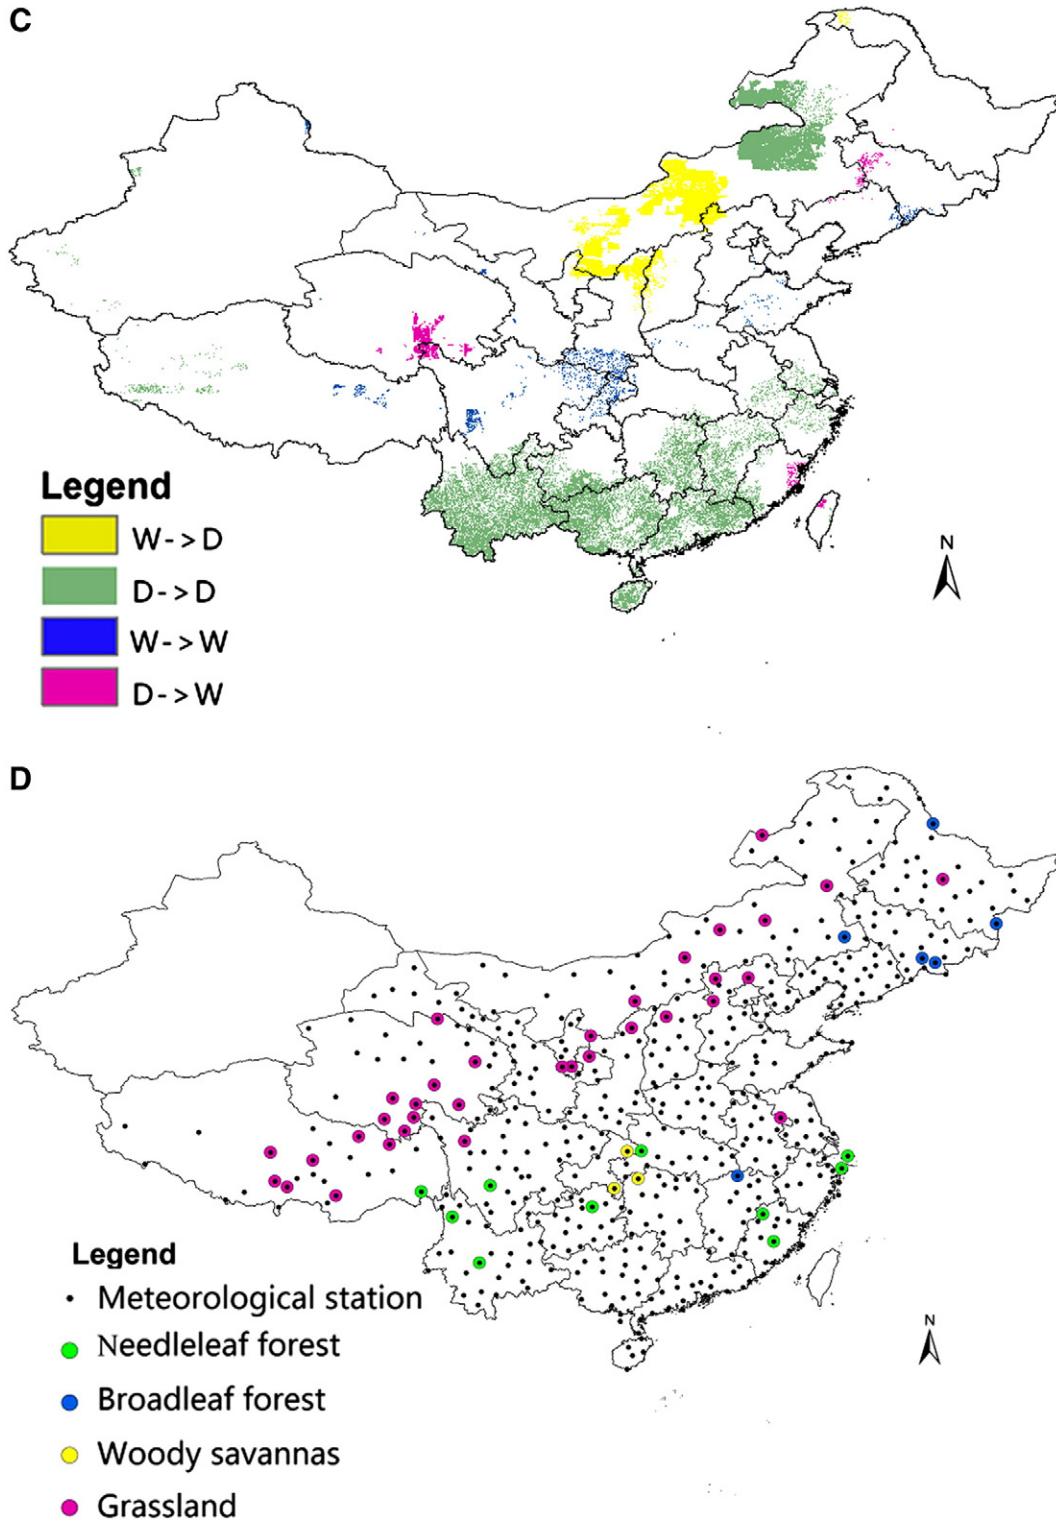 C
Legend
W->D
D->D
W->W
D->W
N
D
Legend
Meteorological station
Needleleaf forest
Broadleaf forest
Woody savannas
Grassland
N